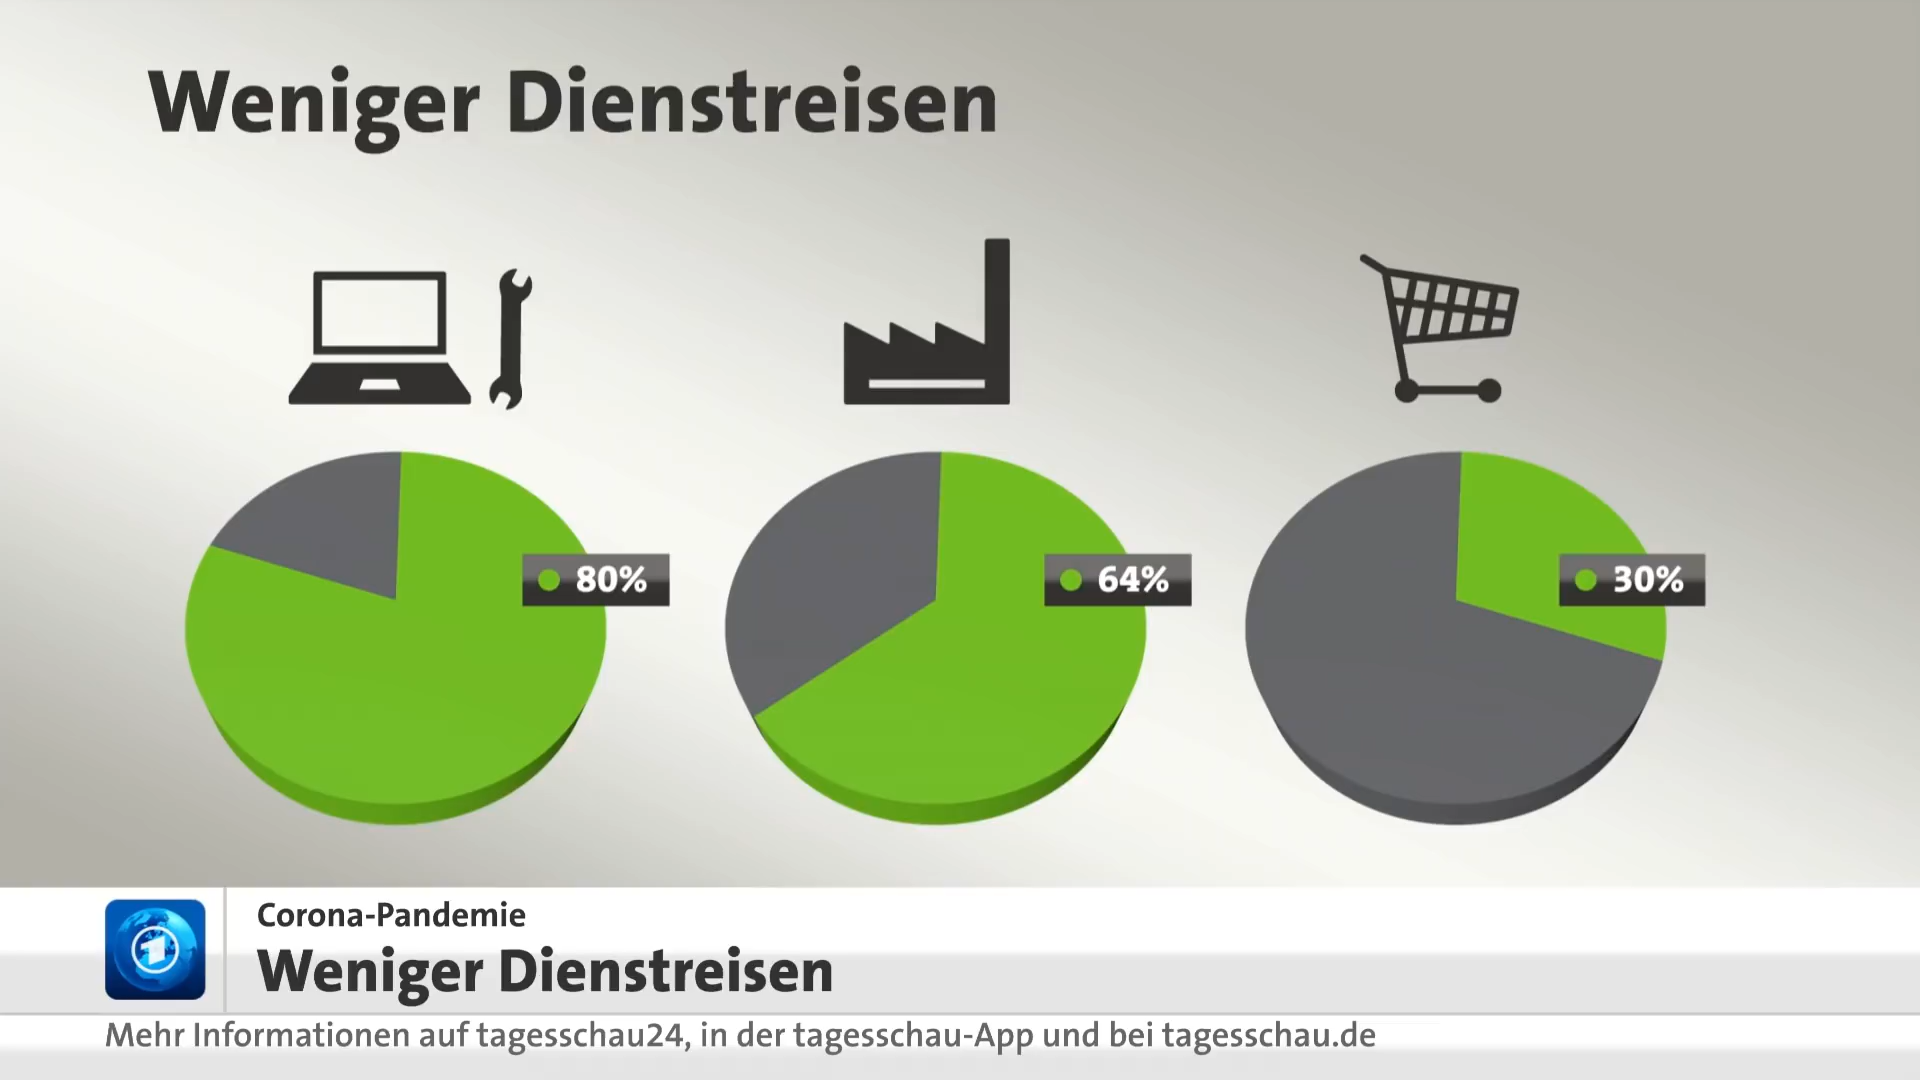 Weniger Dienstreisen
80%
64%
30%
Corona-Pandemie
Weniger Dienstreisen
Mehr Informationen auf tagesschau24, in der tagesschau-App und bei tagesschau.de